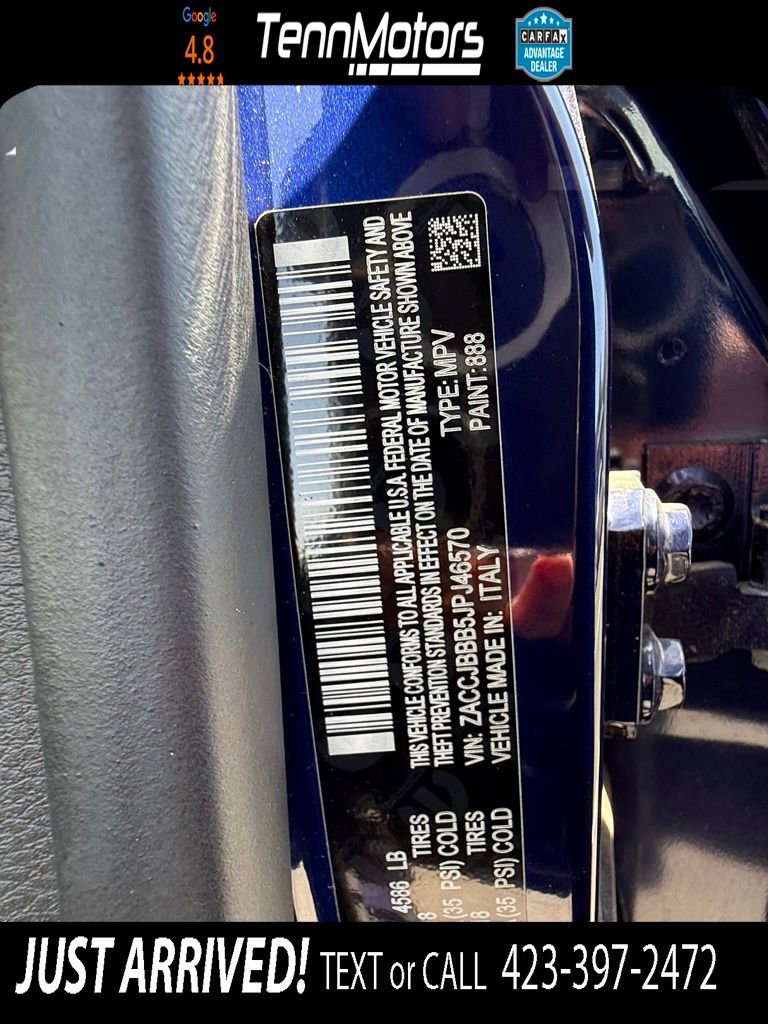 Google
4.8
TennMotors
CARFAX
ADVANTAGE
DEALER
4586 LB
8 TIRES
(35 PSI) COLD
8 TIRES
(35 PSI) COLD
THIS VEHICLE CONFORMS TO ALL APPLICABLE U.S.A. FEDERAL MOTOR VEHICLE SAFETY AND
THEFT PREVENTION STANDARDS IN EFFECT ON THE DATE OF MANUFACTURE SHOWN ABOVE
VIN: ZACCJBBB5JPJ46570 TYPE: MPV
VEHICLE MADE IN: ITALY PAINT:888
JUST ARRIVED! TEXT or CALL 423-397-2472